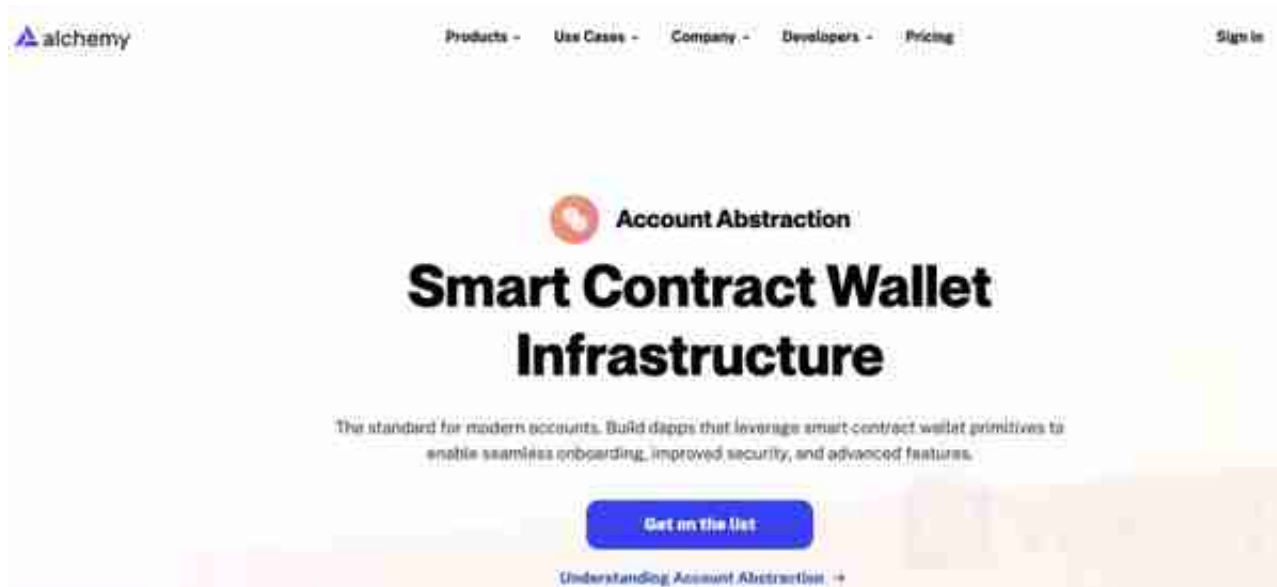 alchemy
Products
Use Cases
Company
Developers
Pricing
Sign in
Account Abstraction
Smart Contract Wallet
Infrastructure
The standard for modern accounts. Build dapps that leverage smart contract wallet primitives to
enable seamless onboarding, improved security, and advanced features.
Get on the list
Understanding Account Abstraction →